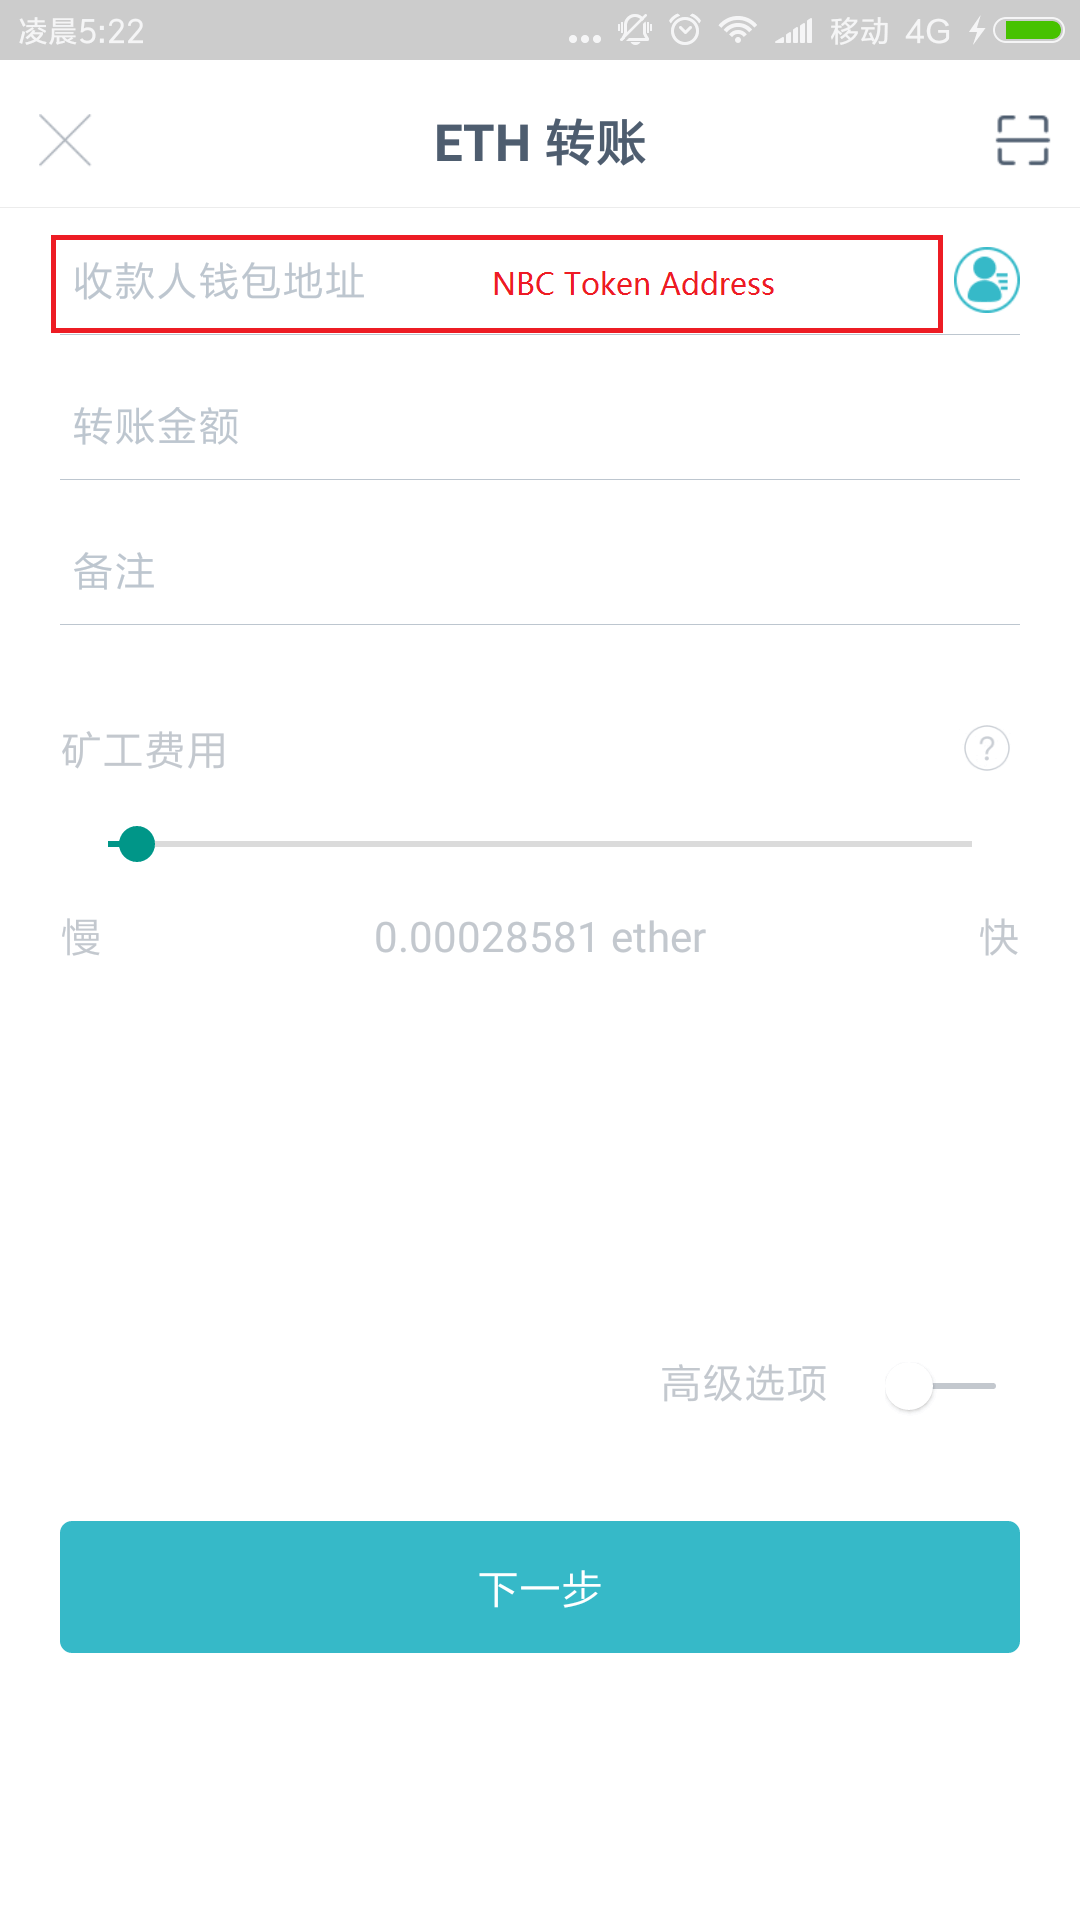 凌晨5:22 ... 移动 4G
ETH 转账
收款人钱包地址 NBC Token Address
转账金额
备注
矿工费用 ?
慢 0.00028581 ether 快
高级选项
下一步